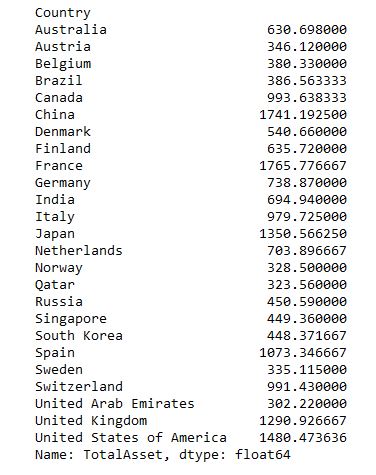 Country
Australia 630.698000
Austria 346.120000
Belgium 380.330000
Brazil 386.563333
Canada 993.638333
China 1741.192500
Denmark 540.660000
Finland 635.720000
France 1765.776667
Germany 738.870000
India 694.940000
Italy 979.725000
Japan 1350.566250
Netherlands 703.896667
Norway 328.500000
Qatar 323.560000
Russia 450.590000
Singapore 449.360000
South Korea 448.371667
Spain 1073.346667
Sweden 335.115000
Switzerland 991.430000
United Arab Emirates 302.220000
United Kingdom 1290.926667
United States of America 1480.473636
Name: TotalAsset, dtype: float64